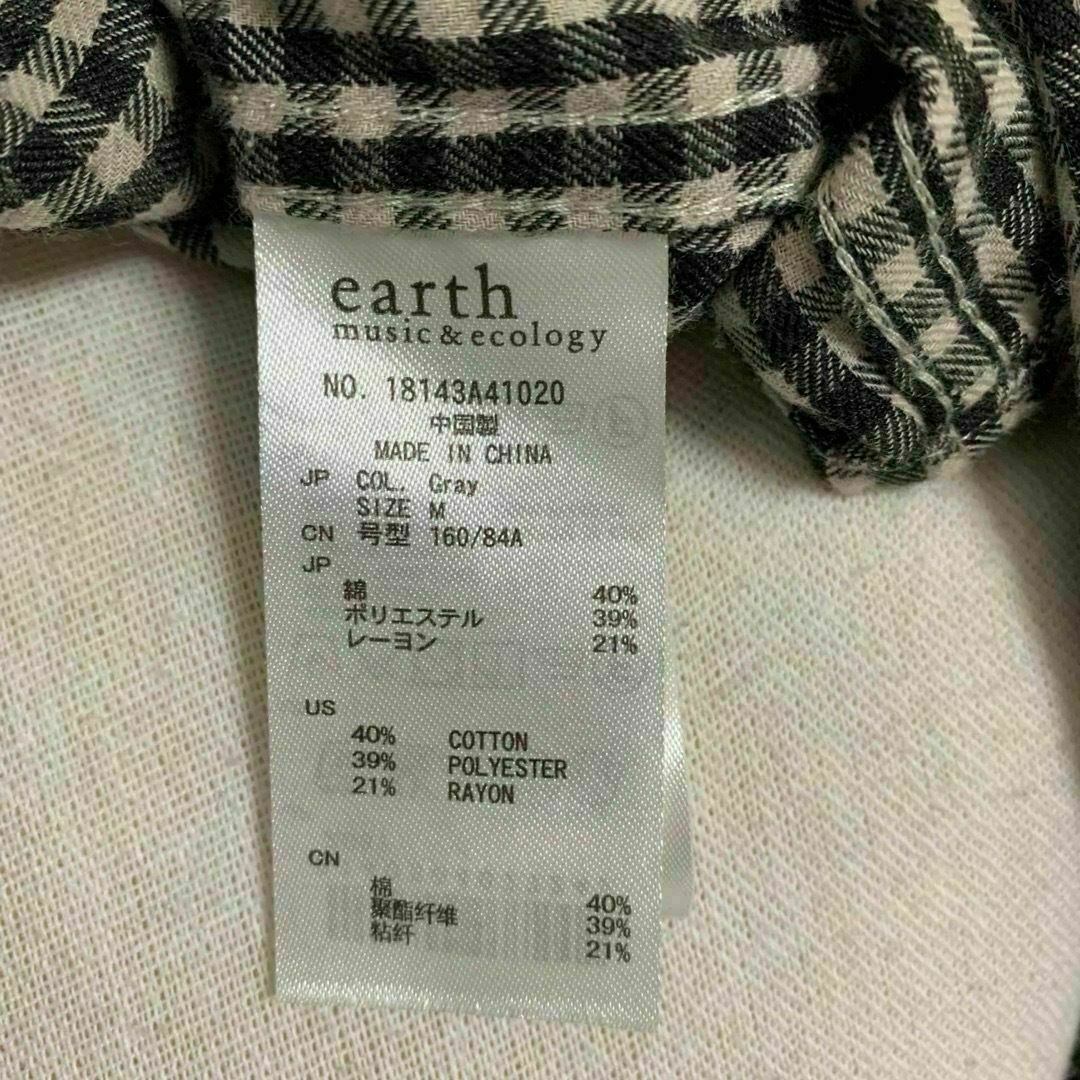 earth
music&ecology
NO. 18143A41020
中国製
MADE IN CHINA
JP COL. Gray
SIZE M
CN 号型 160/84A
JP
綿 40%
ポリエステル 39%
レーヨン 21%
US
40% COTTON
39% POLYESTER
21% RAYON
CN
棉 40%
聚酯纤维 39%
粘纤 21%